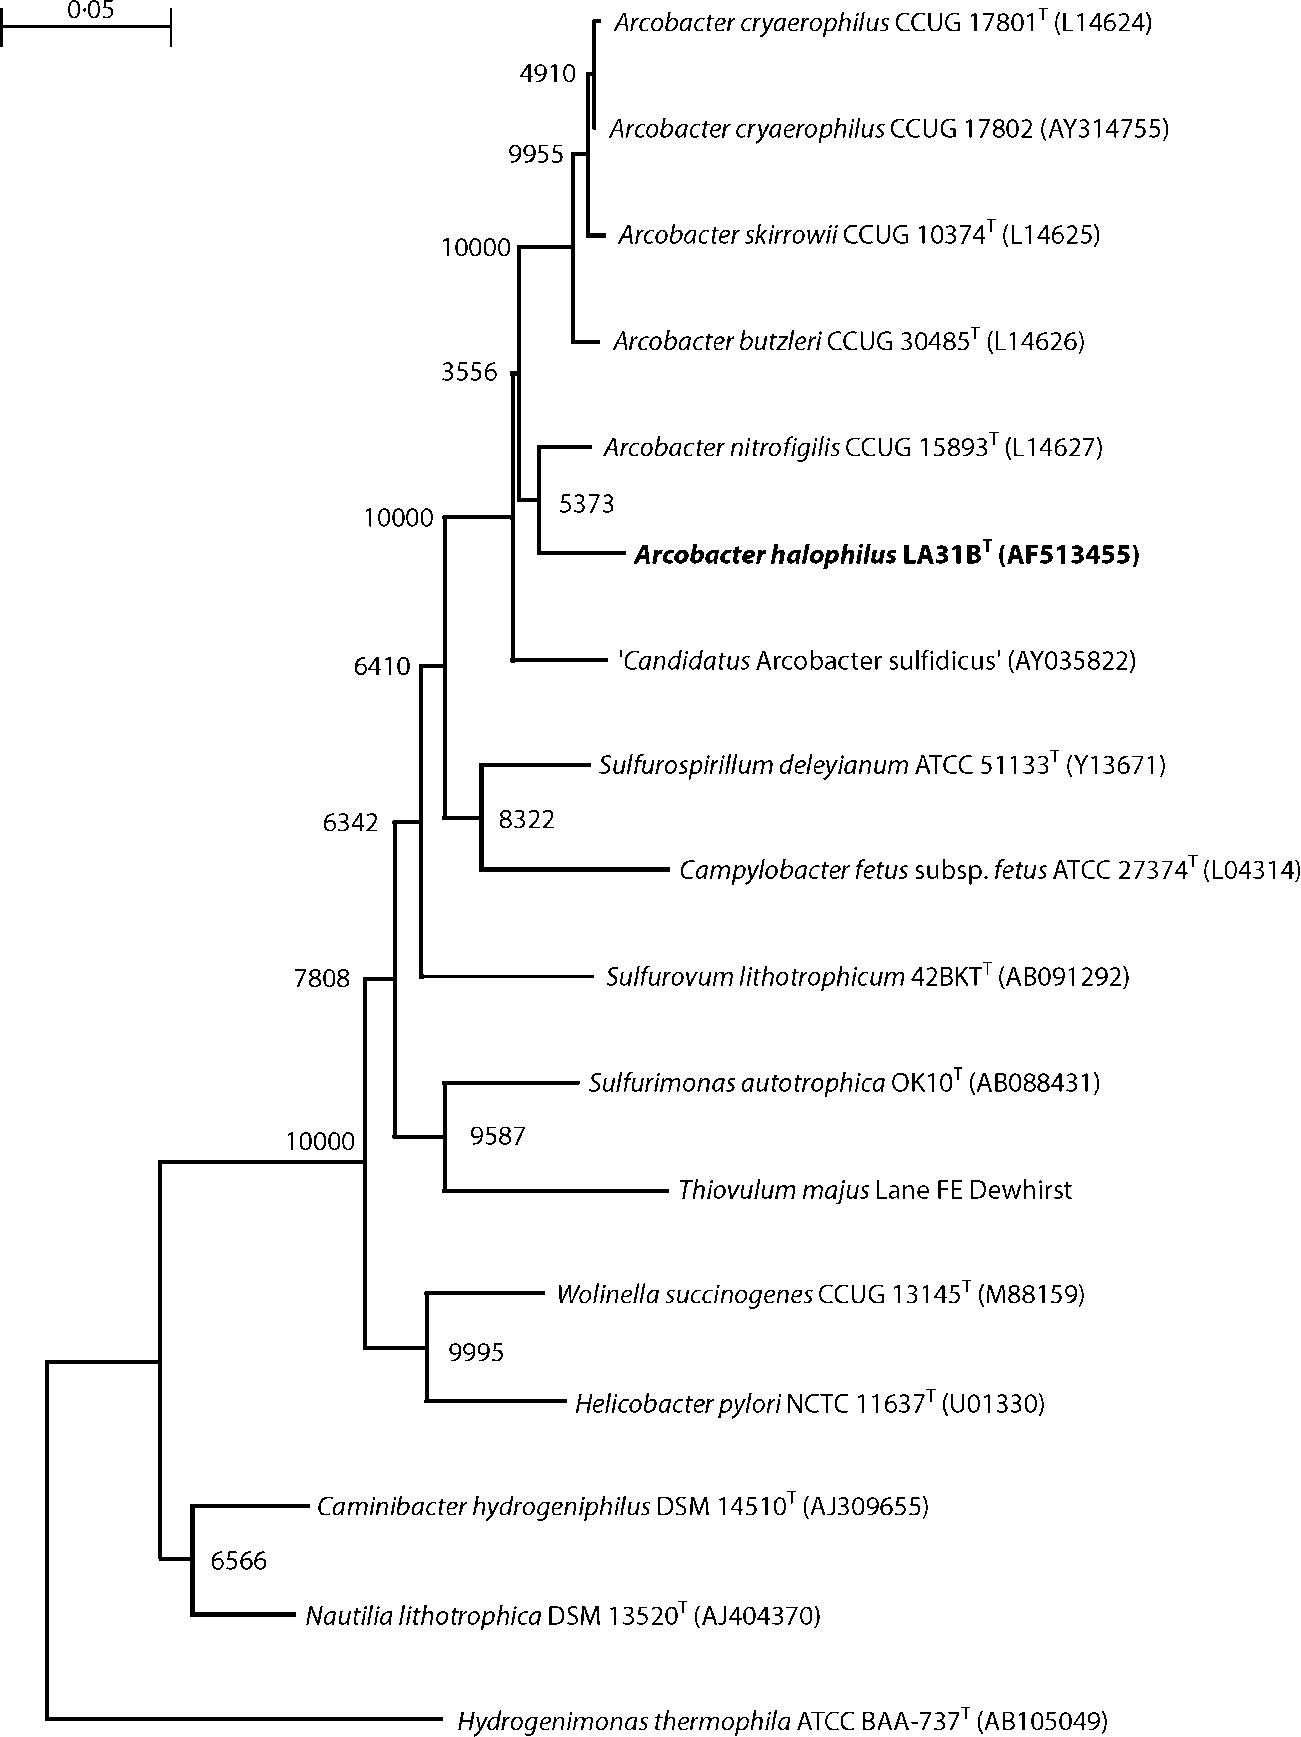 0·05
Arcobacter cryaerophilus CCUG 17801T (L14624)
4910
Arcobacter cryaerophilus CCUG 17802 (AY314755)
9955
Arcobacter skirrowii CCUG 10374T (L14625)
10000
Arcobacter butzleri CCUG 30485T (L14626)
3556
Arcobacter nitrofigilis CCUG 15893T (L14627)
5373
10000
Arcobacter halophilus LA31BT (AF513455)
'Candidatus Arcobacter sulfidicus' (AY035822)
6410
Sulfurospirillum deleyianum ATCC 51133T (Y13671)
6342
8322
Campylobacter fetus subsp. fetus ATCC 27374T (L04314)
7808
Sulfurovum lithotrophicum 42BKTT (AB091292)
Sulfurimonas autotrophica OK10T (AB088431)
9587
10000
Thiovulum majus Lane FE Dewhirst
Wolinella succinogenes CCUG 13145T (M88159)
9995
Helicobacter pylori NCTC 11637T (U01330)
Caminibacter hydrogeniphilus DSM 14510T (AJ309655)
6566
Nautilia lithotrophica DSM 13520T (AJ404370)
Hydrogenimonas thermophila ATCC BAA-737T (AB105049)